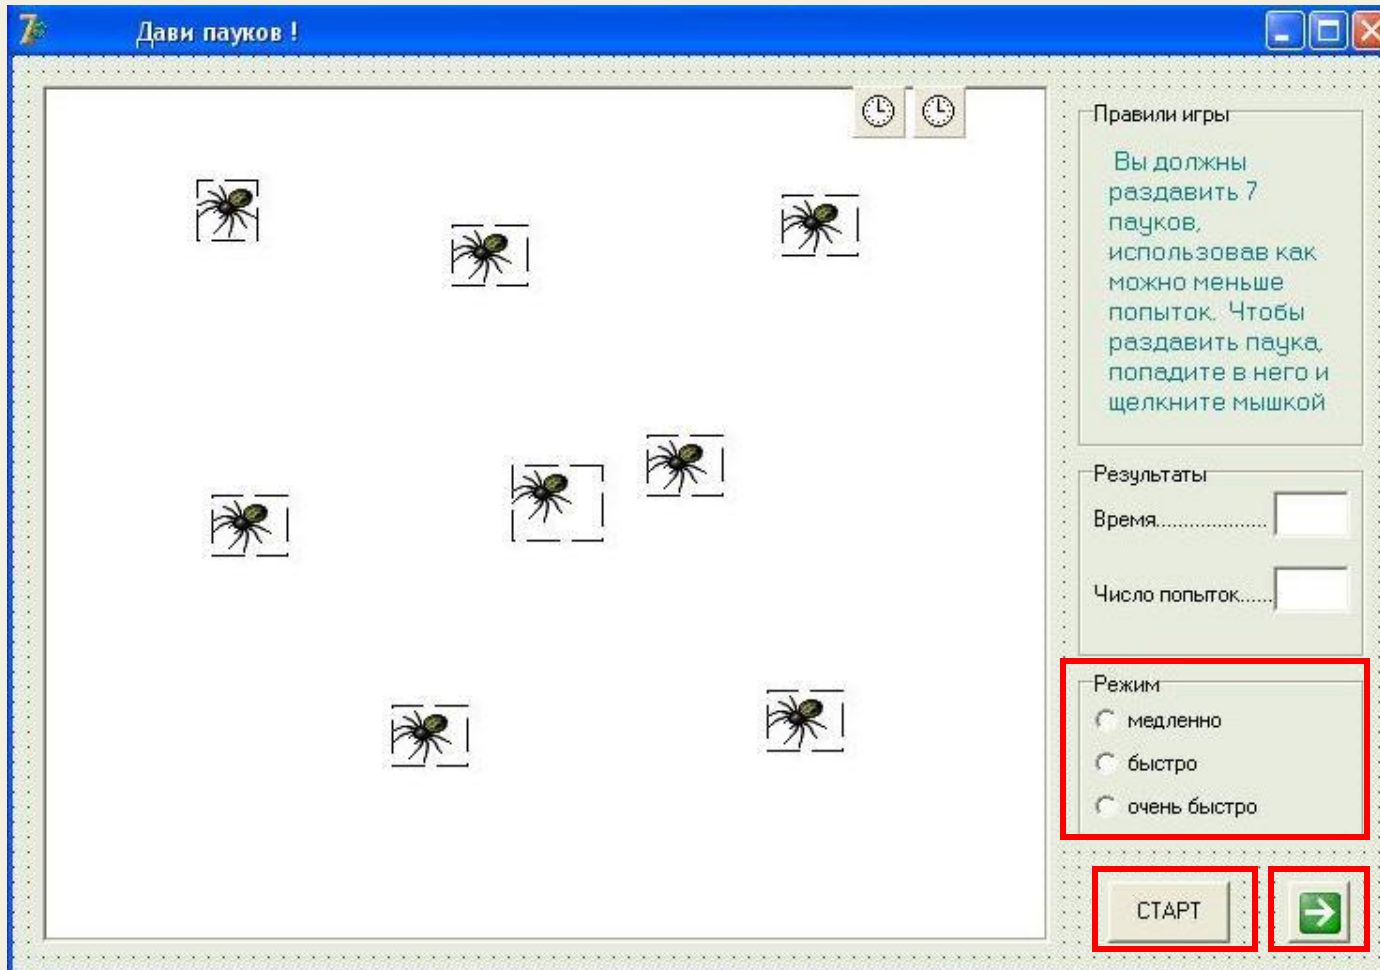 Дави пауков !
Правили игры
Вы должны
раздавить 7
пауков,
использовав как
можно меньше
попыток. Чтобы
раздавить паука,
попадите в него и
щелкните мышкой
Результаты
Время...................
Число попыток......
Режим
медленно
быстро
очень быстро
СТАРТ